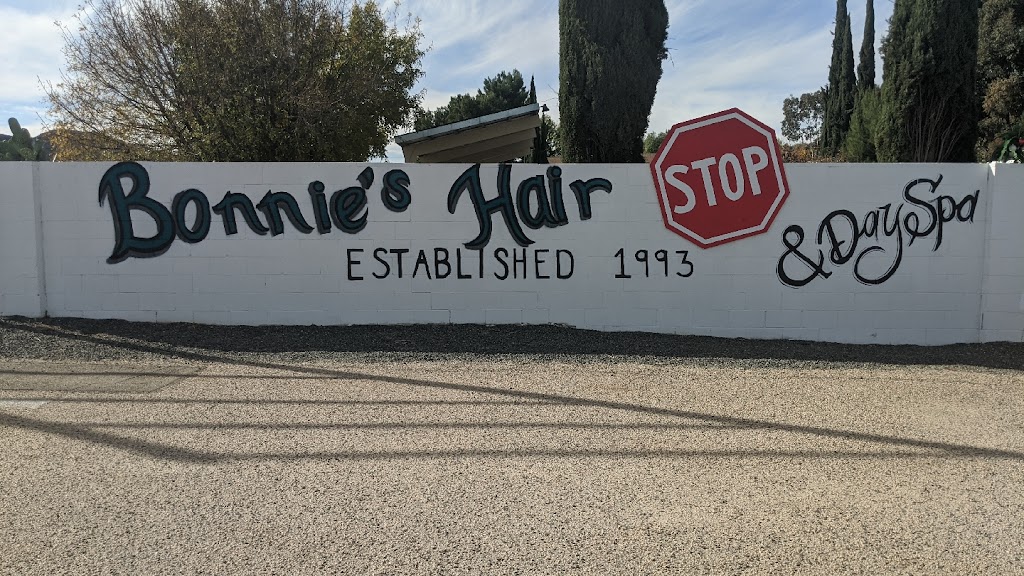 Bonnie's Hair STOP & Day Spa
ESTABLISHED 1993